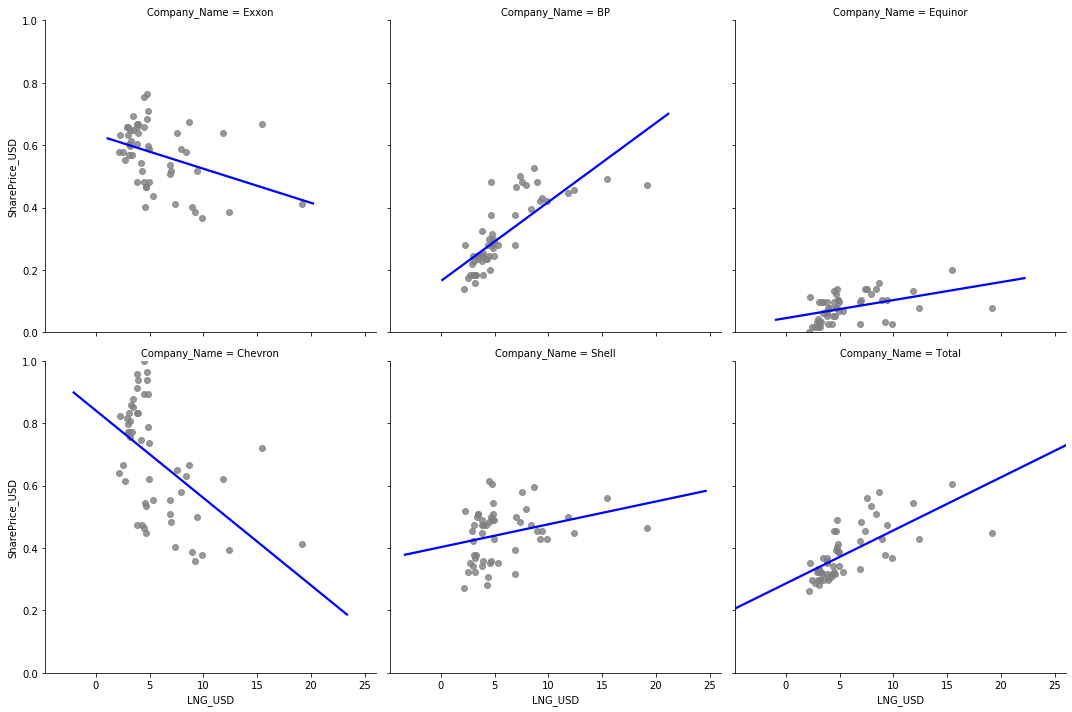 Company_Name = Exxon
Company_Name = BP
Company_Name = Equinor
1.0
0.8
0.6
0.4
0.2
0.0
SharePrice_USD
Company_Name = Chevron
Company_Name = Shell
Company_Name = Total
1.0
0.8
0.6
0.4
0.2
0.0
SharePrice_USD
0 5 10 15 20 25
0 5 10 15 20 25
0 5 10 15 20 25
LNG_USD
LNG_USD
LNG_USD